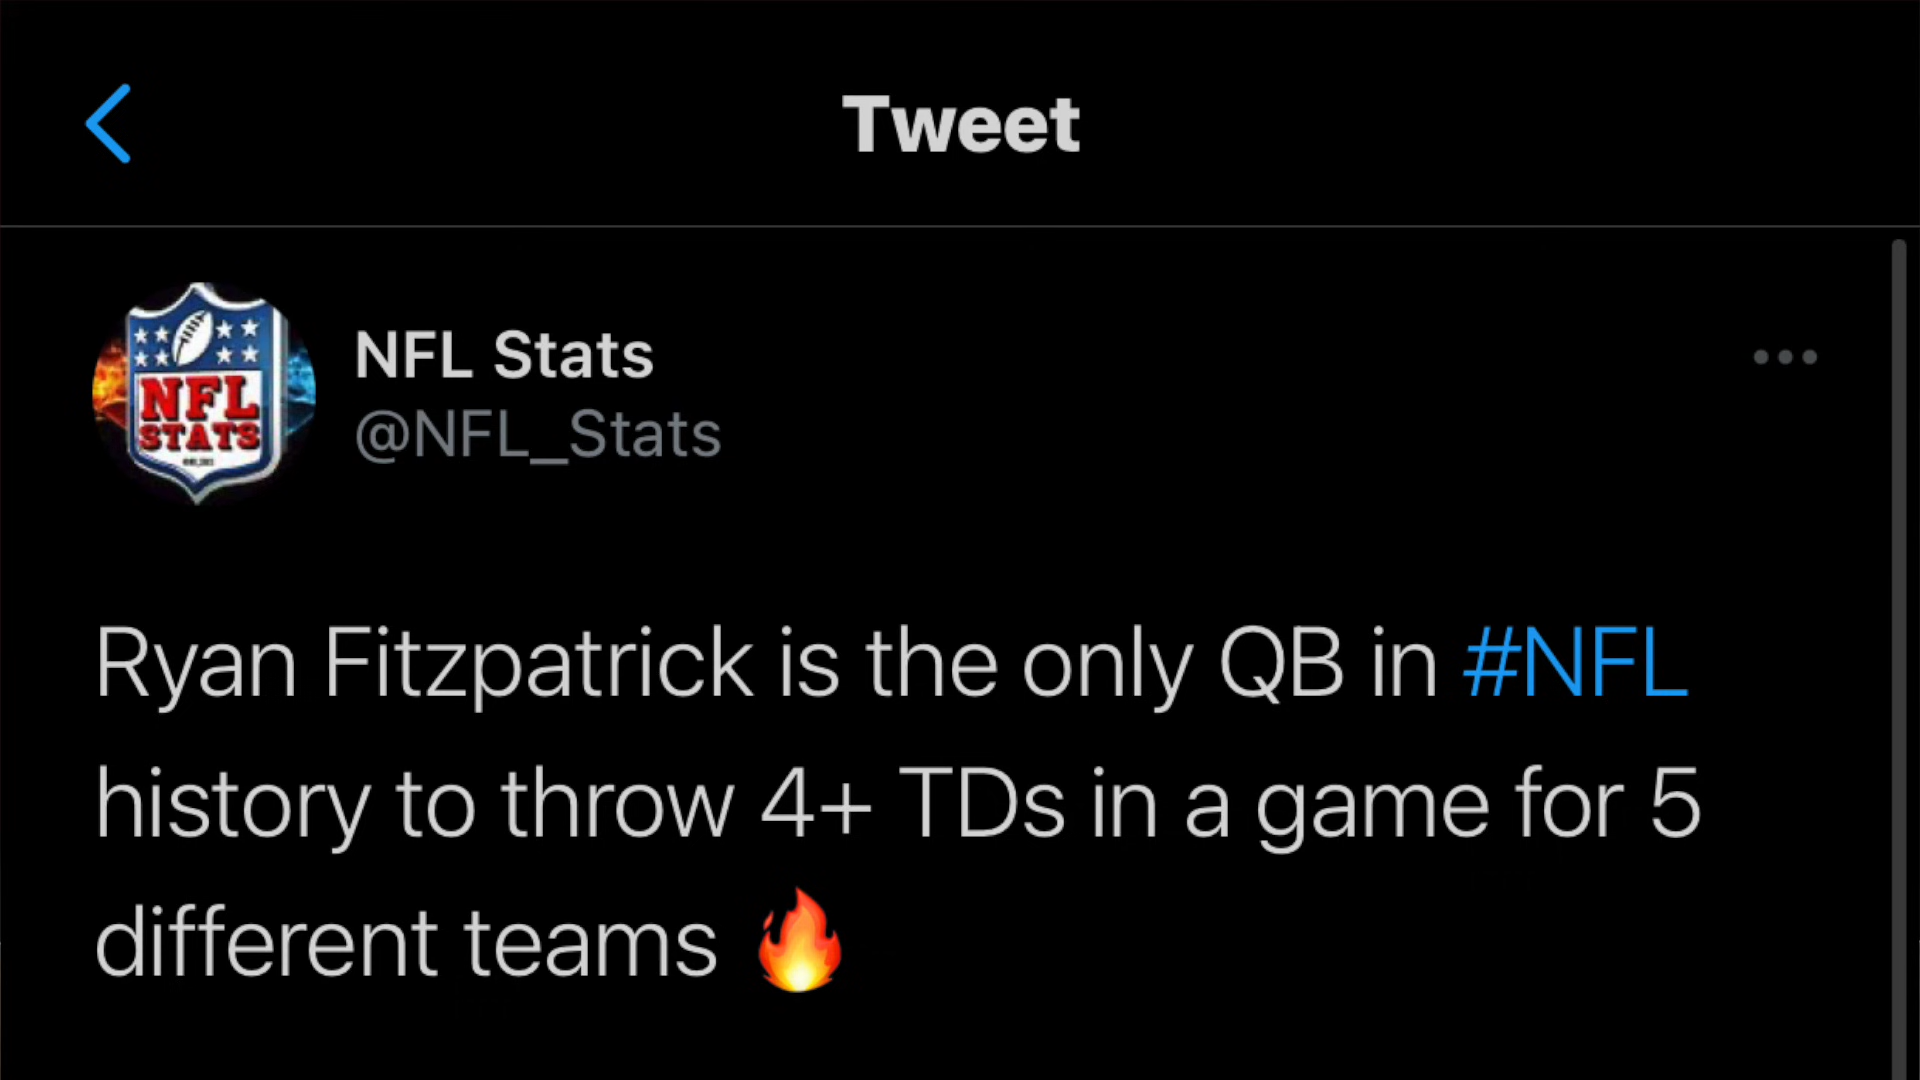 Tweet
NFL
STATS
NFL Stats
@NFL_Stats
Ryan Fitzpatrick is the only QB in #NFL
history to throw 4+ TDs in a game for 5
different teams 🔥